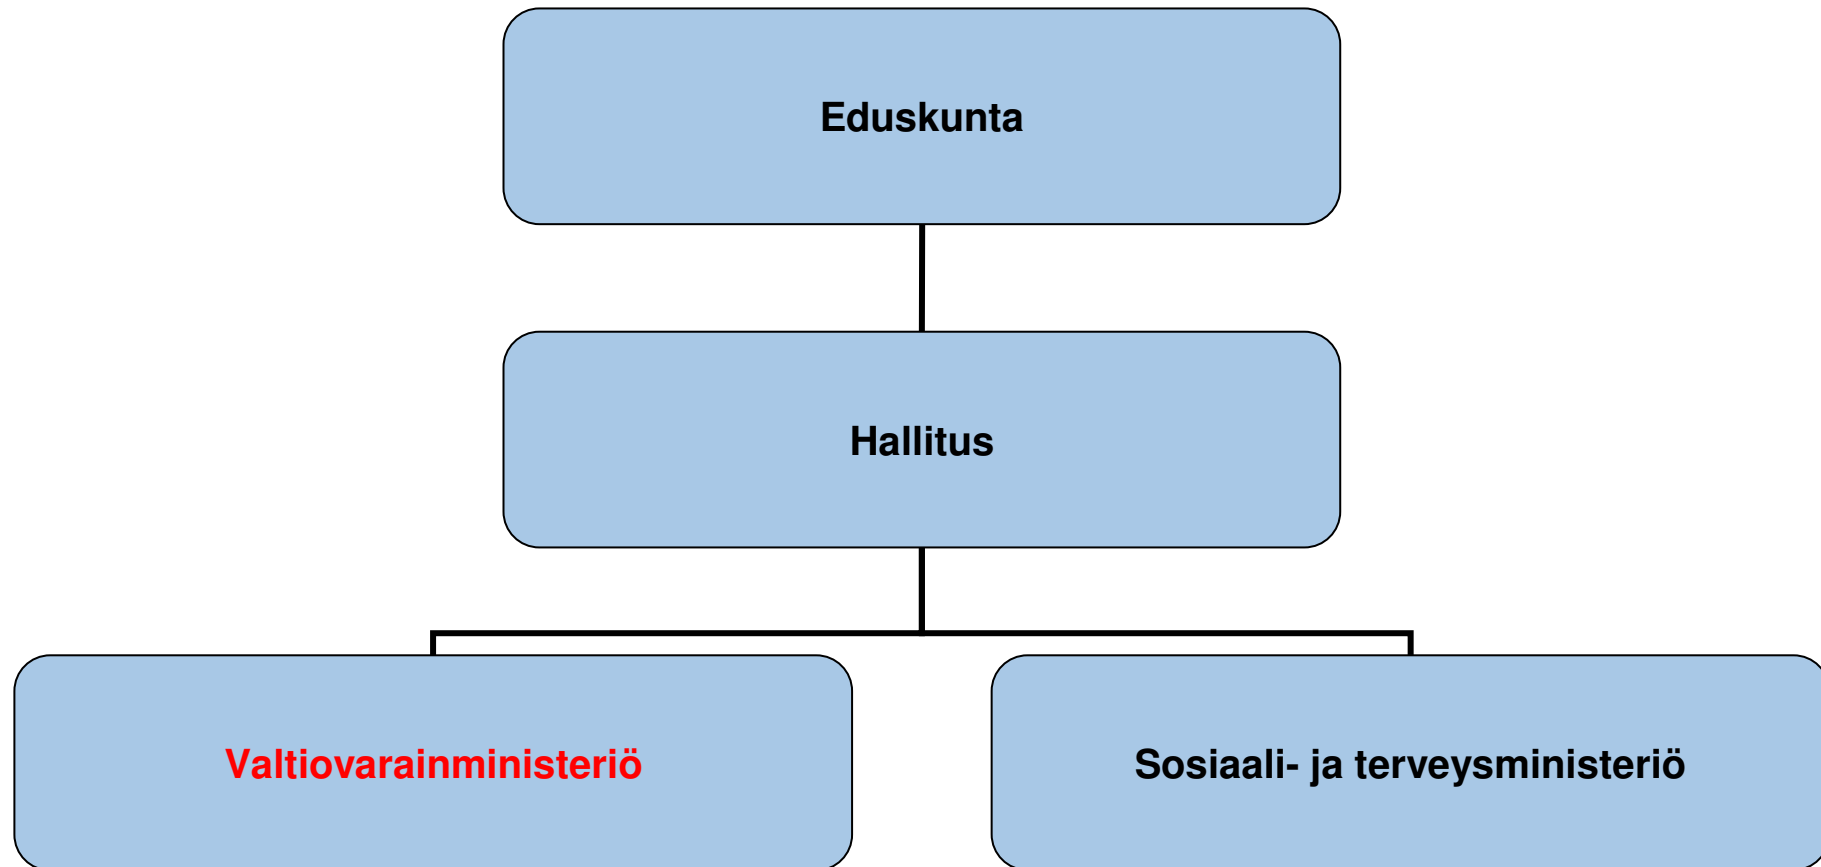 Eduskunta
Hallitus
Valtiovarainministeriö
Sosiaali- ja terveysministeriö